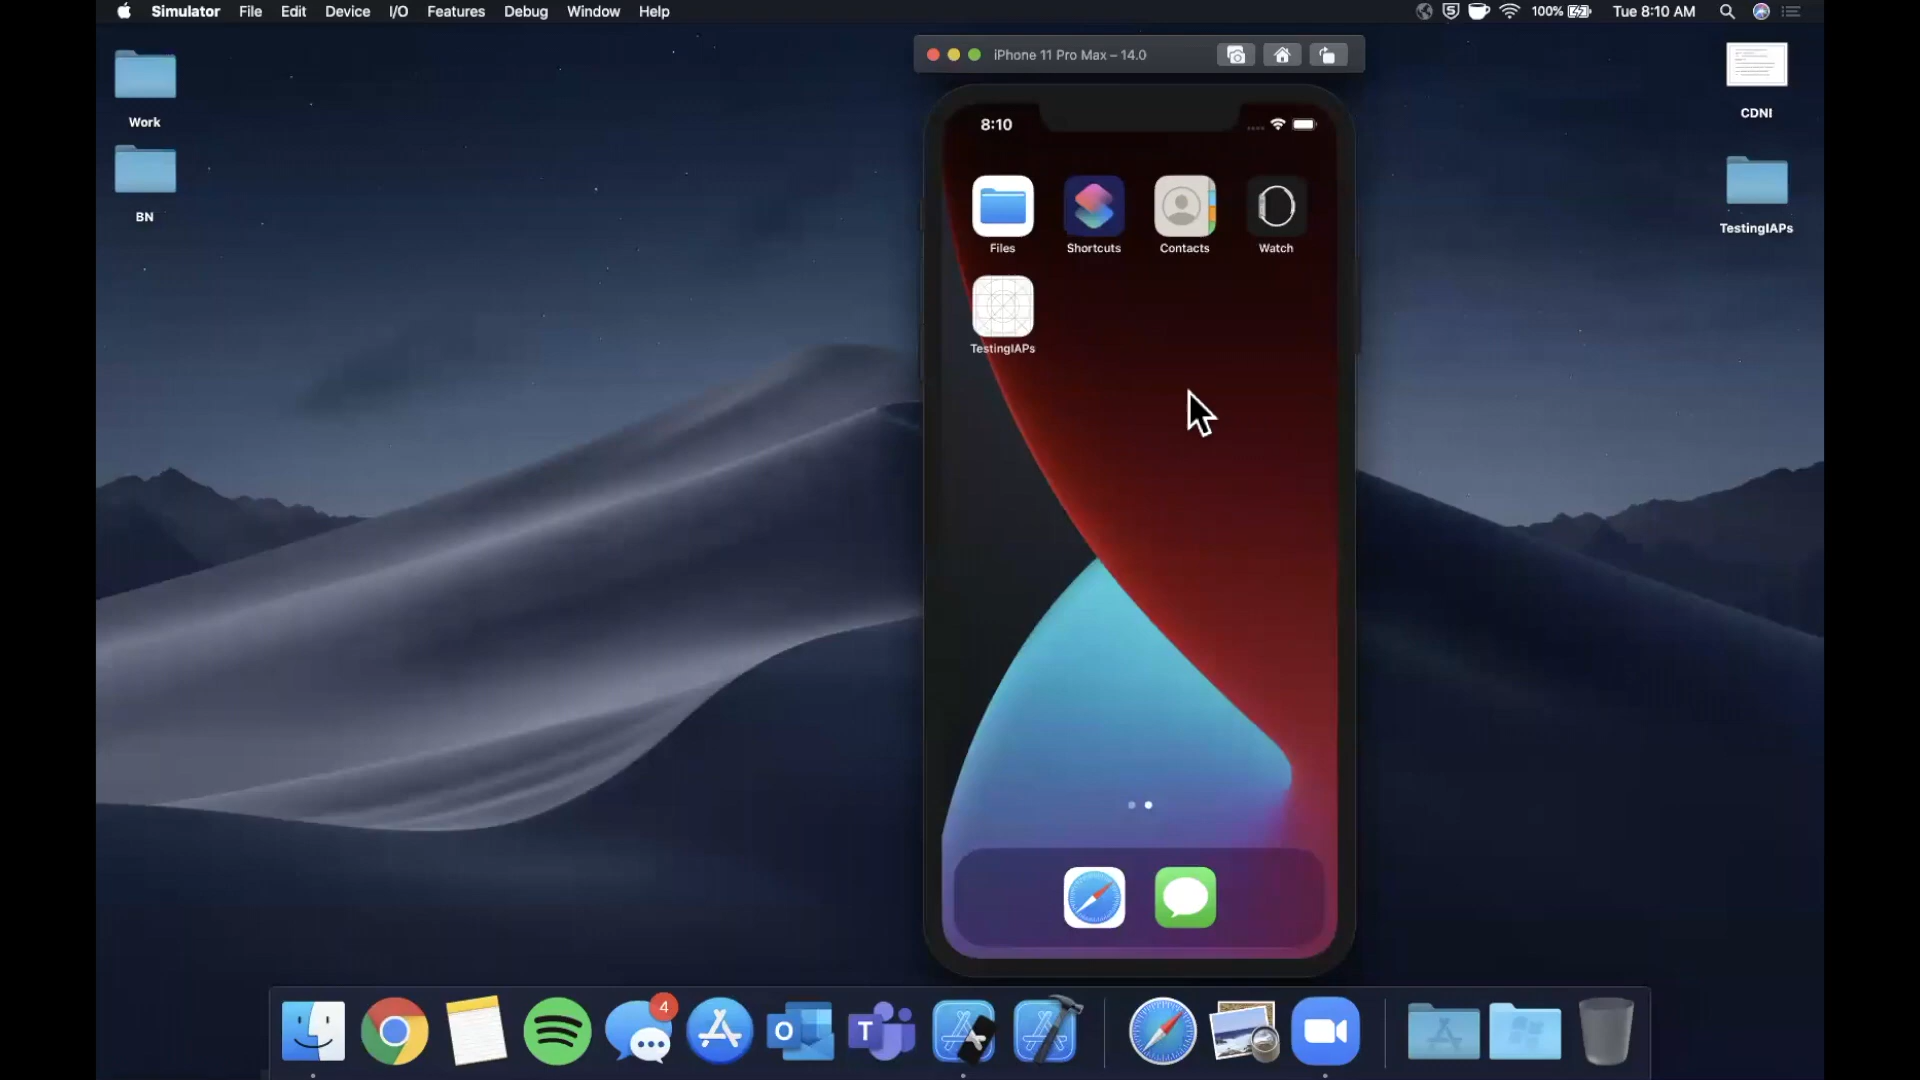 Simulator File Edit Device I/O Features Debug Window Help 100% Tue 8:10 AM
iPhone 11 Pro Max – 14.0
Work
BN
CDNI
TestingIAPs
8:10
Files Shortcuts Contacts Watch
TestingIAPs
4